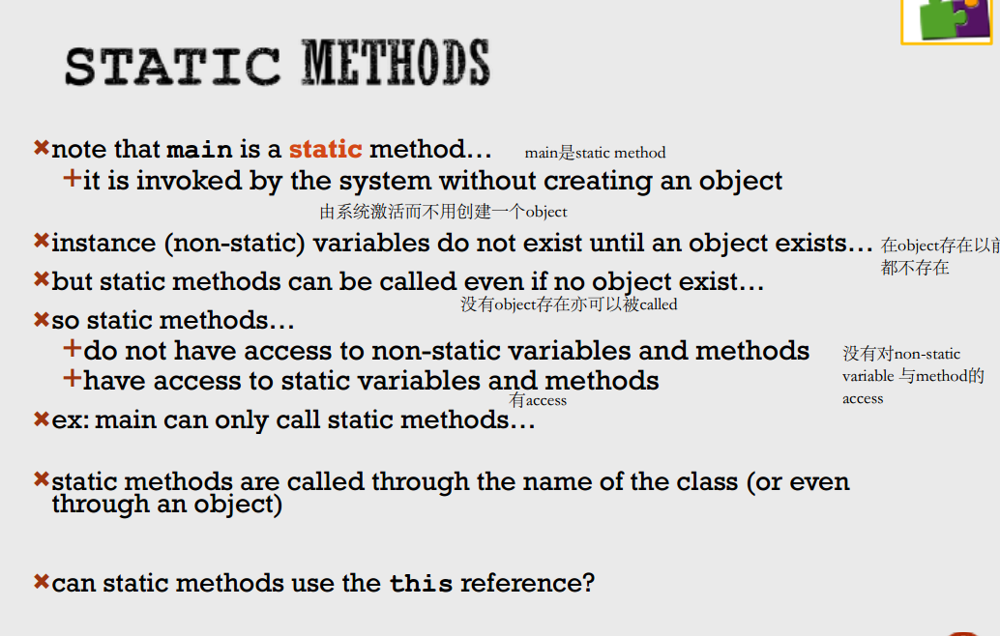 STATIC METHODS
✖note that main is a static method… main是static method
+it is invoked by the system without creating an object
由系统激活而不用创建一个object
✖instance (non-static) variables do not exist until an object exists… 在object存在以前
都不存在
✖but static methods can be called even if no object exist…
没有object存在亦可以被called
✖so static methods…
+do not have access to non-static variables and methods
没有对non-static
variable 与method的
access
+have access to static variables and methods
有access
✖ex: main can only call static methods…
✖static methods are called through the name of the class (or even
through an object)
✖can static methods use the this reference?